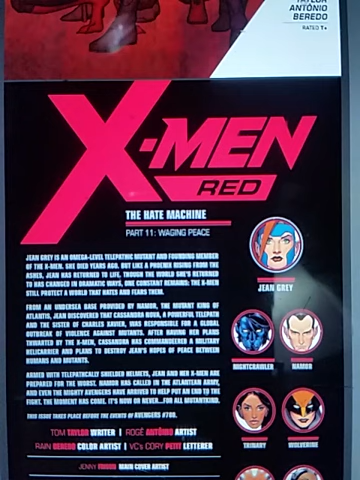 TAYLOR
ANTÔNIO
BEREDO
RATED T+
X-MEN
RED
THE HATE MACHINE
PART 11: WAGING PEACE
JEAN GREY IS AN OMEGA-LEVEL TELEPATHIC MUTANT AND FOUNDING MEMBER
OF THE X-MEN. SHE DIED YEARS AGO. BUT LIKE A PHOENIX RISING FROM THE
ASHES, JEAN HAS RETURNED TO LIFE. THOUGH THE WORLD SHE'S RETURNED
TO HAS CHANGED IN DRAMATIC WAYS, ONE CONSTANT REMAINS: THE X-MEN
STILL PROTECT A WORLD THAT HATES AND FEARS THEM.
FROM AN UNDERSEA BASE PROVIDED BY NAMOR, THE MUTANT KING OF
ATLANTIS, JEAN DISCOVERED THAT CASSANDRA NOVA, A POWERFUL TELEPATH
AND THE SISTER OF CHARLES XAVIER, WAS RESPONSIBLE FOR A GLOBAL
OUTBREAK OF VIOLENCE AGAINST MUTANTS. AFTER HAVING HER PLANS
THWARTED BY THE X-MEN, CASSANDRA HAS COMMANDEERED A MILITARY
HELICARRIER AND PLANS TO DESTROY JEAN'S HOPES OF PEACE BETWEEN
HUMANS AND MUTANTS.
ARMED WITH TELEPATHICALLY SHIELDED HELMETS, JEAN AND HER X-MEN ARE
PREPARED FOR THE WORST. NAMOR HAS CALLED IN THE ATLANTEAN ARMY,
AND EVEN THE MIGHTY AVENGERS HAVE ARRIVED TO HELP PUT AN END TO THE
FIGHT. THE MOMENT HAS COME. IT'S NOW OR NEVER...FOR ALL MUTANTKIND.
THIS ISSUE TAKES PLACE BEFORE THE EVENTS OF AVENGERS #700.
TOM TAYLOR WRITER | ROGÊ ANTÔNIO ARTIST
RAIN BEREDO COLOR ARTIST | VC's CORY PETIT LETTERER
JENNY FRISON MAIN COVER ARTIST
JEAN GREY
NIGHTCRAWLER
NAMOR
TRINARY
WOLVERINE